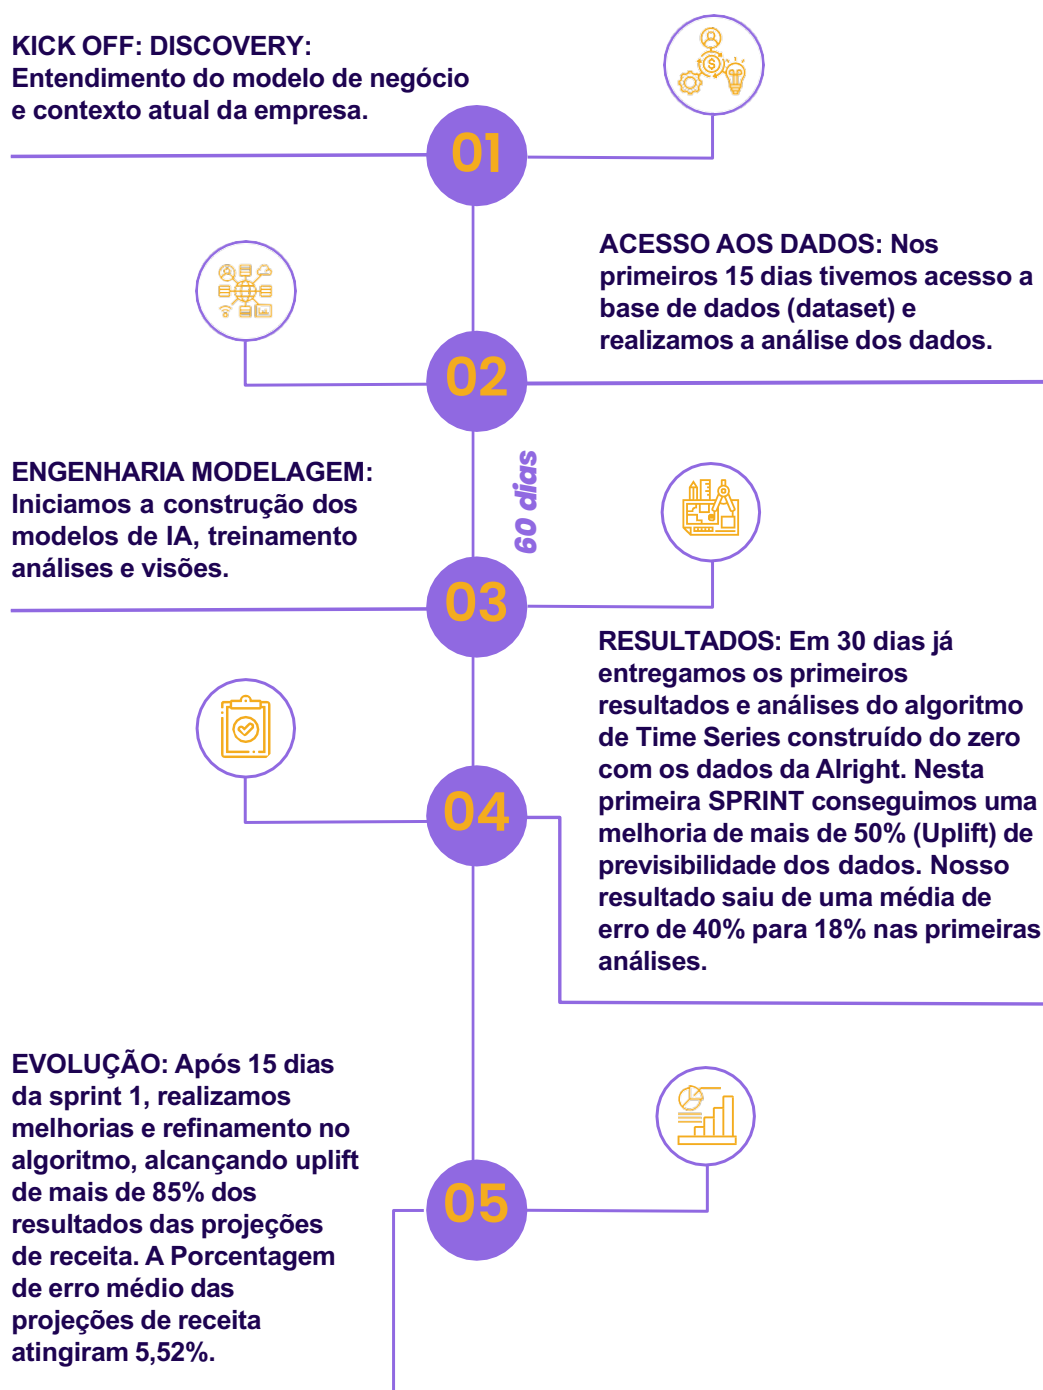 KICK OFF: DISCOVERY:
Entendimento do modelo de negócio
e contexto atual da empresa.
01
ACESSO AOS DADOS: Nos
primeiros 15 dias tivemos acesso a
base de dados (dataset) e
realizamos a análise dos dados.
02
60 dias
ENGENHARIA MODELAGEM:
Iniciamos a construção dos
modelos de IA, treinamento
análises e visões.
03
RESULTADOS: Em 30 dias já
entregamos os primeiros
resultados e análises do algoritmo
de Time Series construído do zero
com os dados da Alright. Nesta
primeira SPRINT conseguimos uma
melhoria de mais de 50% (Uplift) de
previsibilidade dos dados. Nosso
resultado saiu de uma média de
erro de 40% para 18% nas primeiras
análises.
04
EVOLUÇÃO: Após 15 dias
da sprint 1, realizamos
melhorias e refinamento no
algoritmo, alcançando uplift
de mais de 85% dos
resultados das projeções
de receita. A Porcentagem
de erro médio das
projeções de receita
atingiram 5,52%.
05